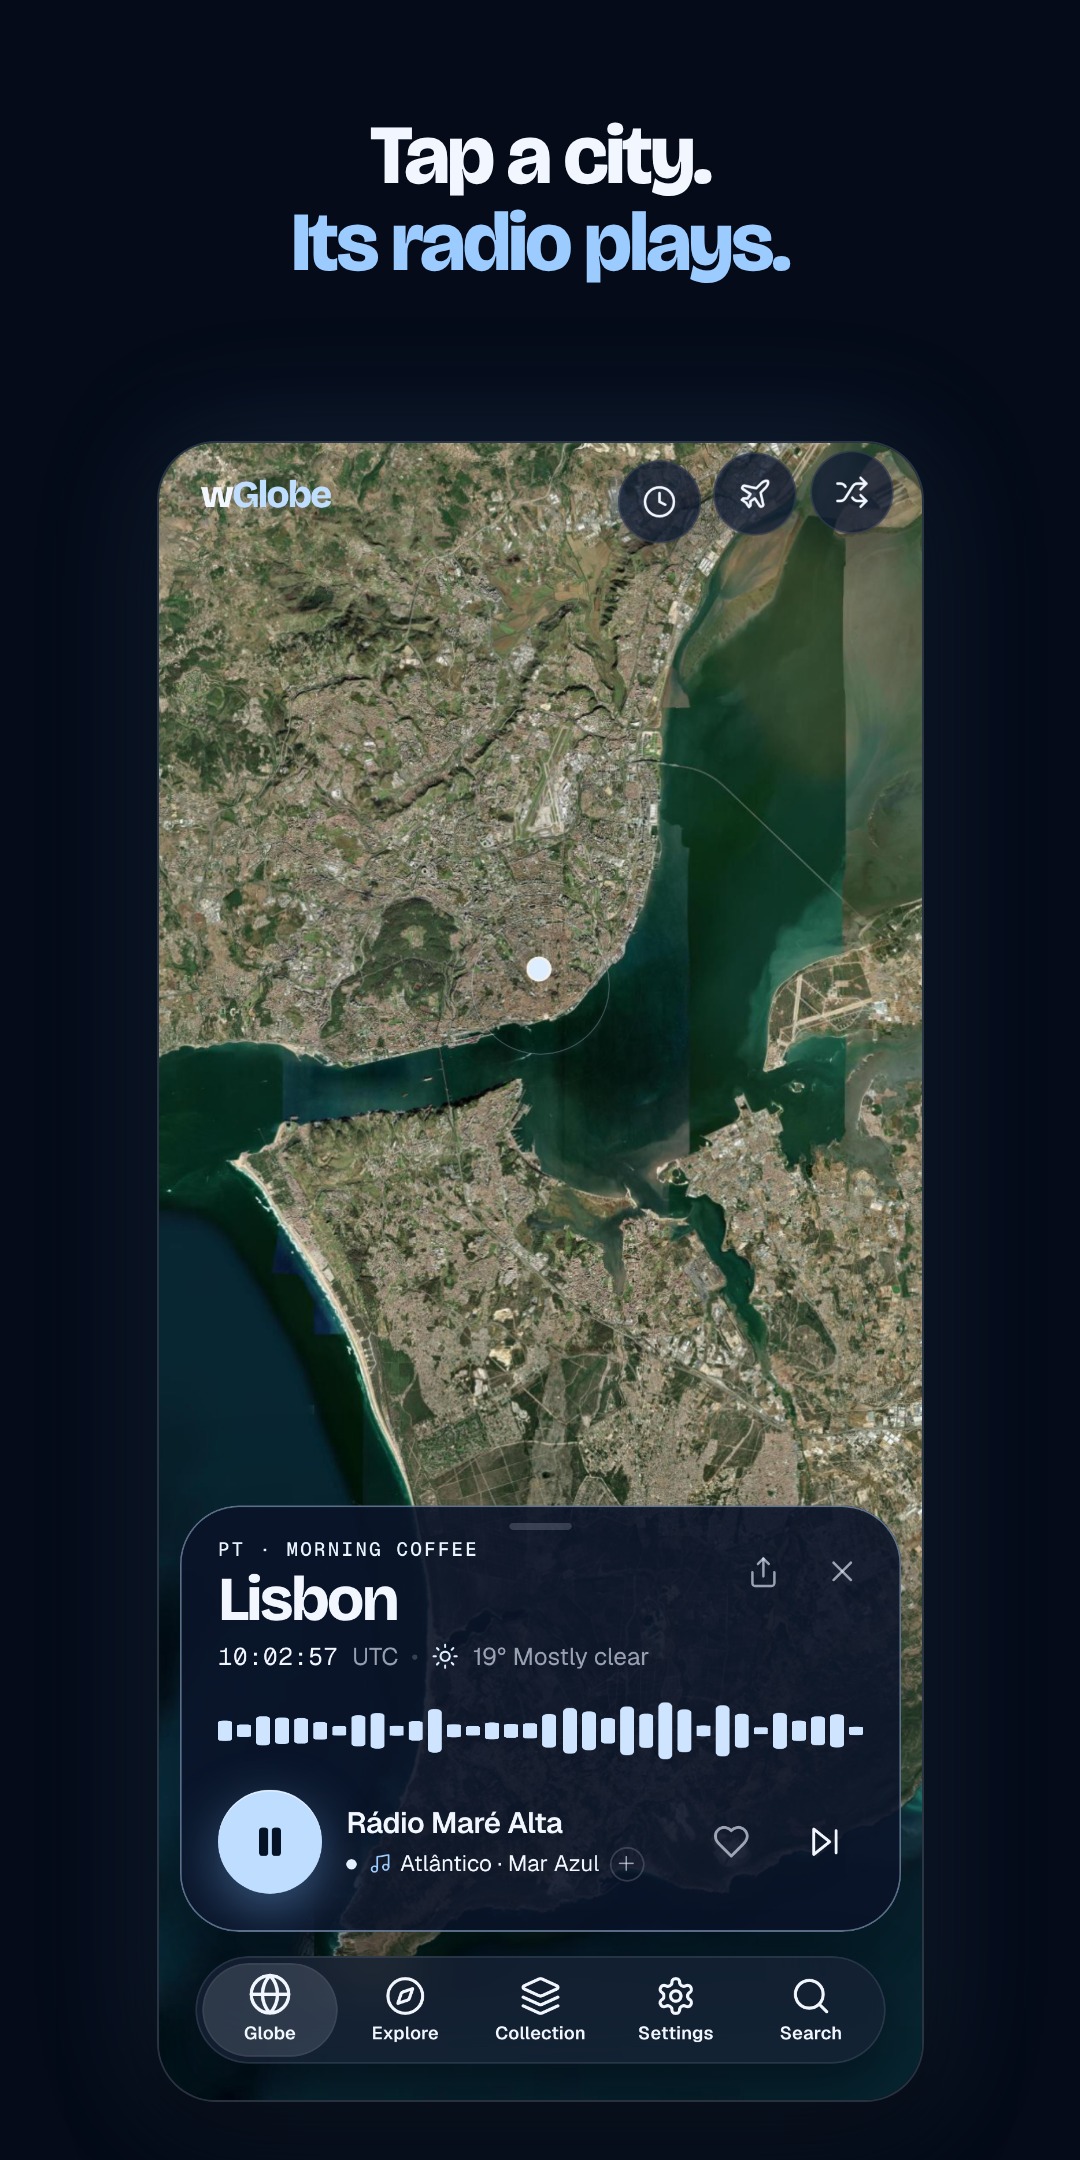 Tap a city.
Its radio plays.
wGlobe
PT · MORNING COFFEE
Lisbon
10:02:57 UTC • 19° Mostly clear
Rádio Maré Alta
Atlântico · Mar Azul
Globe
Explore
Collection
Settings
Search